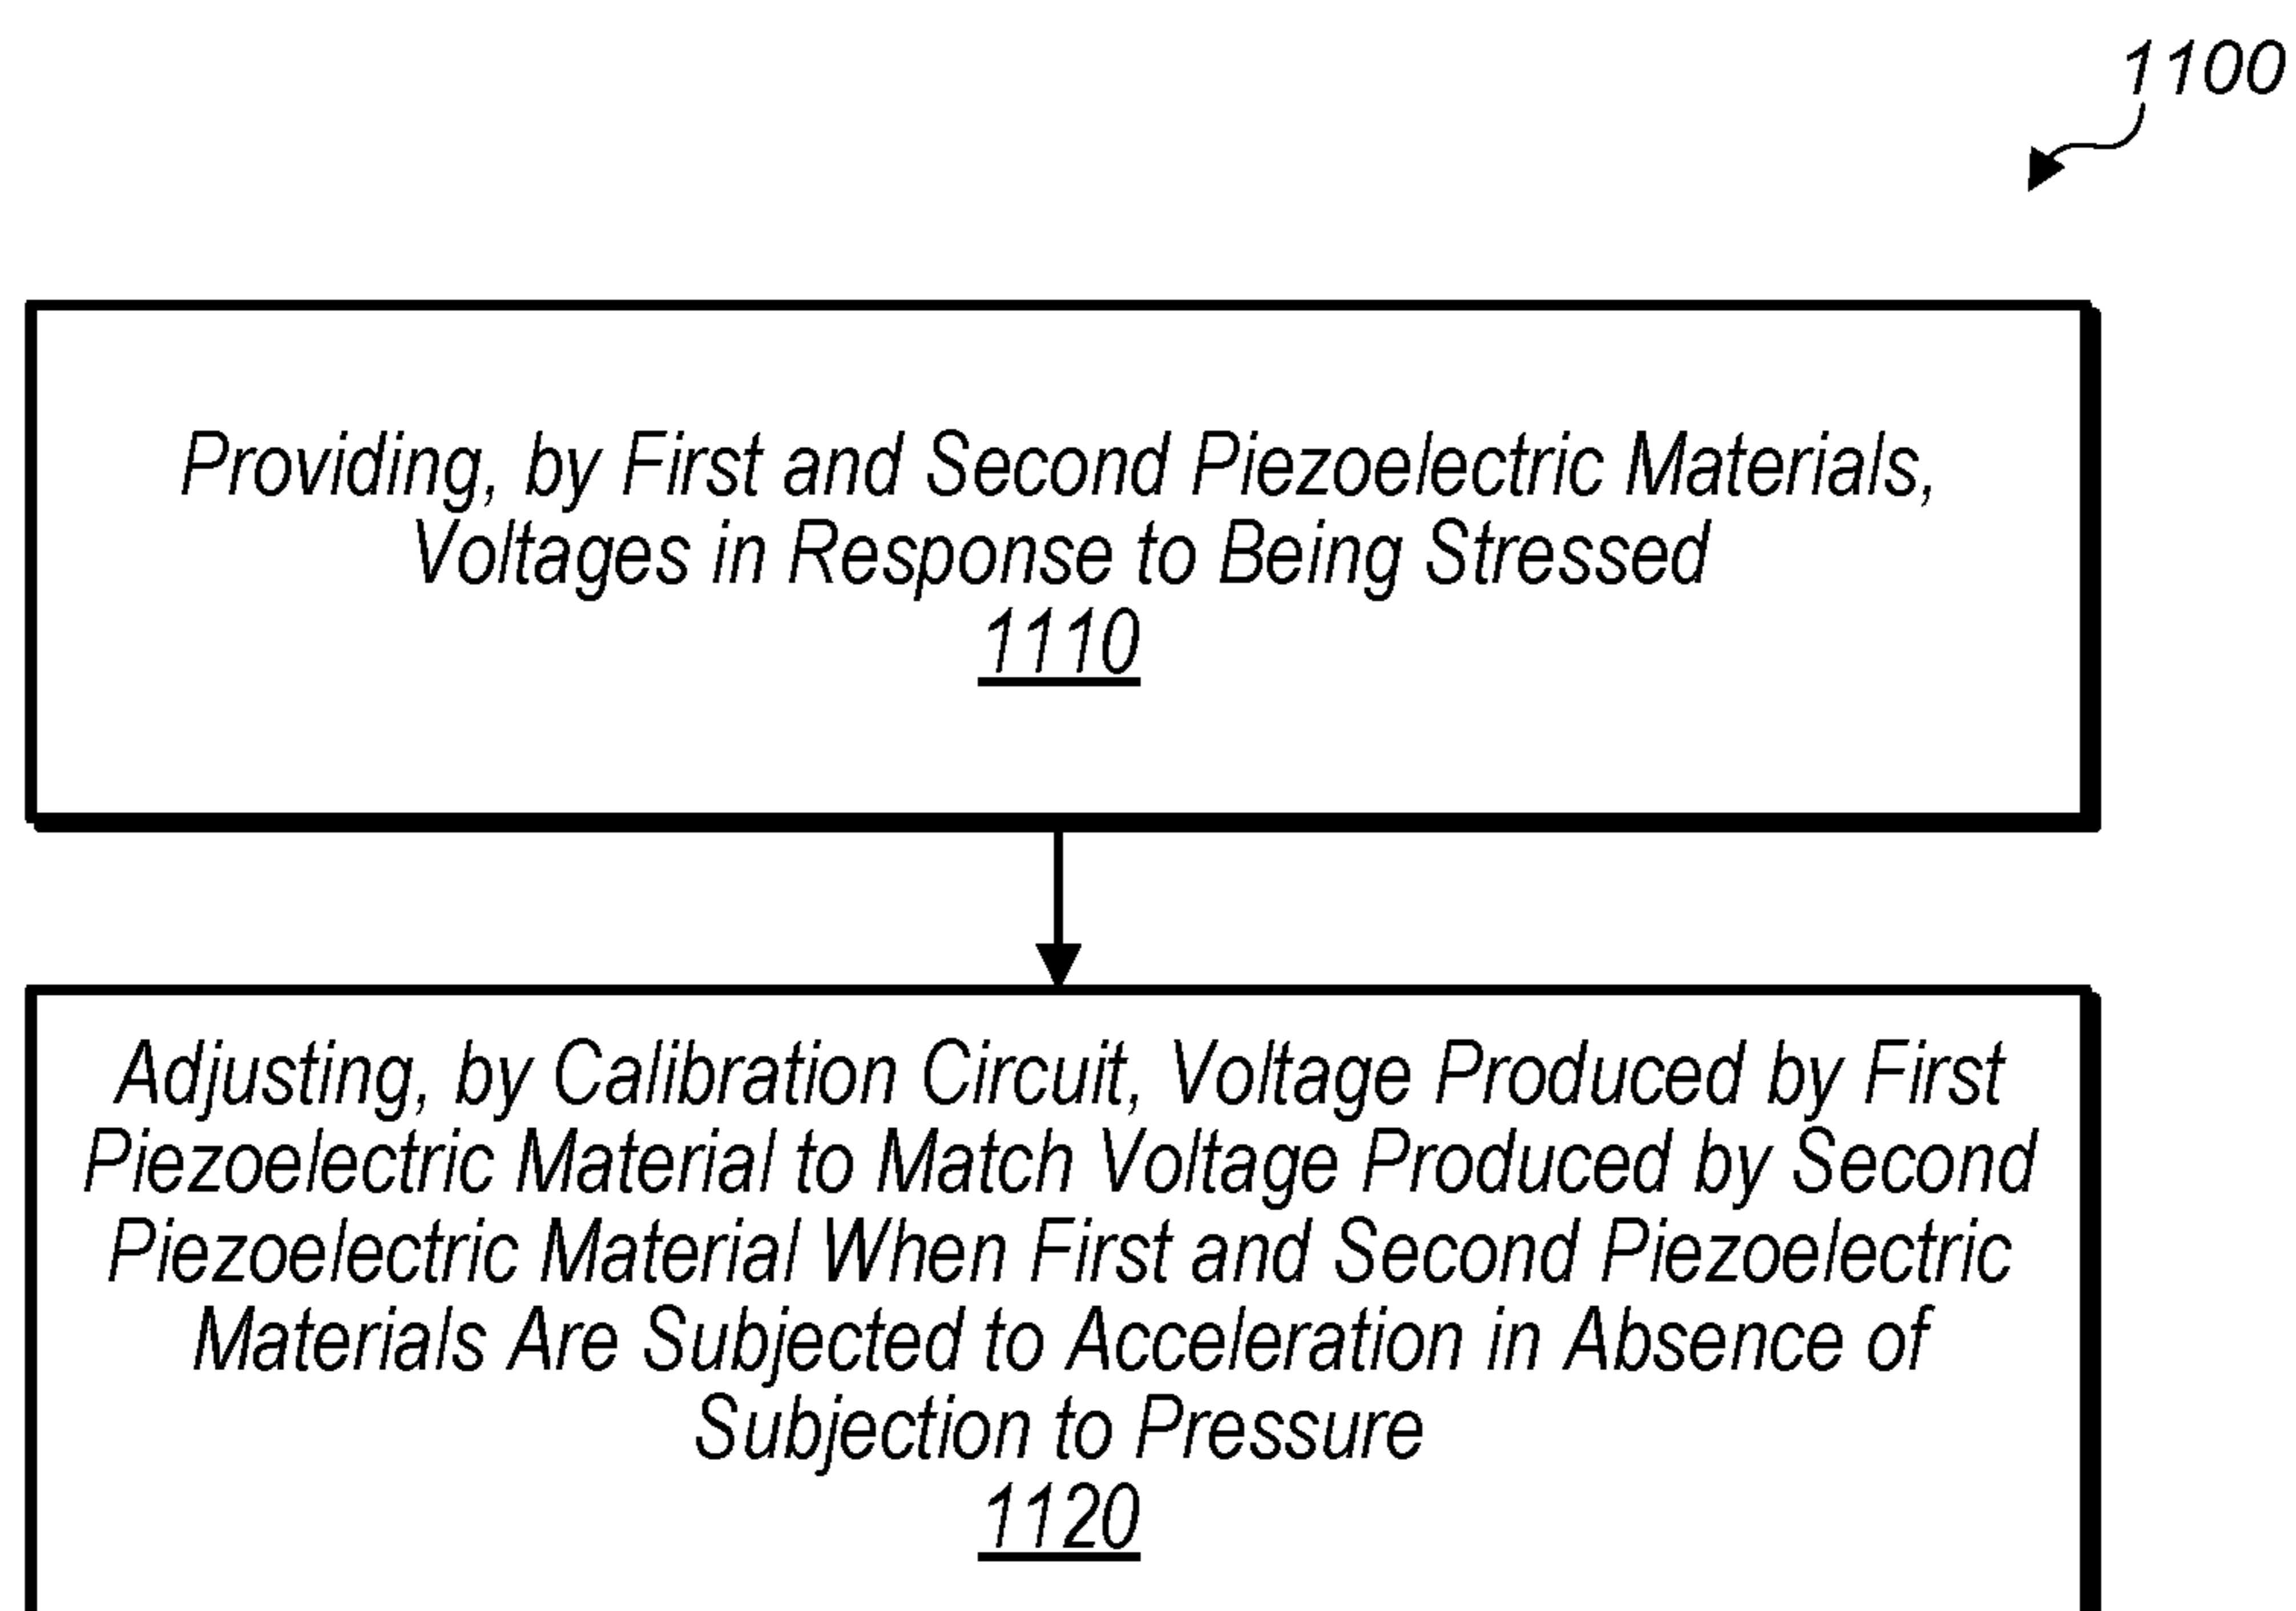 1100
Providing, by First and Second Piezoelectric Materials,
Voltages in Response to Being Stressed
1110
Adjusting, by Calibration Circuit, Voltage Produced by First
Piezoelectric Material to Match Voltage Produced by Second
Piezoelectric Material When First and Second Piezoelectric
Materials Are Subjected to Acceleration in Absence of
Subjection to Pressure
1120